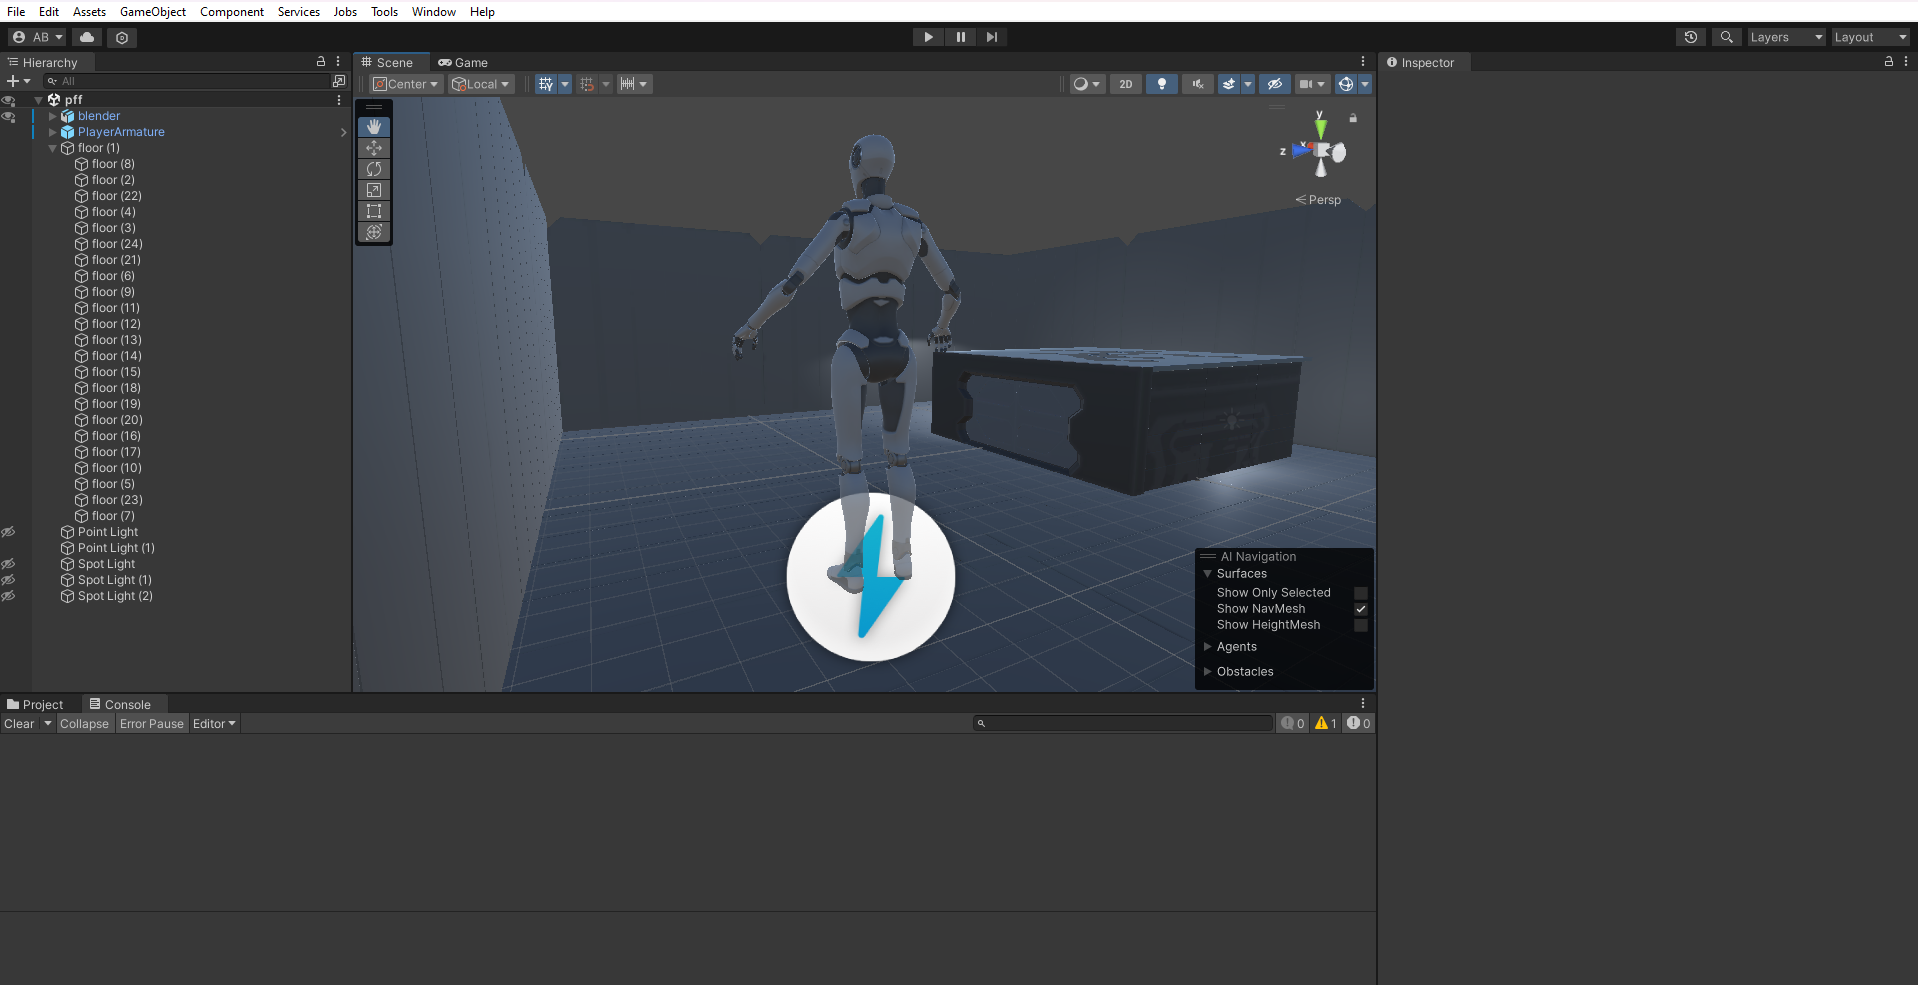 File Edit Assets GameObject Component Services Jobs Tools Window Help
AB
Layers Layout
Hierarchy
All
pff
blender
PlayerArmature
floor (1)
floor (8)
floor (2)
floor (22)
floor (4)
floor (3)
floor (24)
floor (21)
floor (6)
floor (9)
floor (11)
floor (12)
floor (13)
floor (14)
floor (15)
floor (18)
floor (19)
floor (20)
floor (16)
floor (17)
floor (10)
floor (5)
floor (23)
floor (7)
Point Light
Point Light (1)
Spot Light
Spot Light (1)
Spot Light (2)
Scene Game
Center Local 2D
y
x
z
Persp
AI Navigation
Surfaces
Show Only Selected
Show NavMesh
Show HeightMesh
Agents
Obstacles
Inspector
Project Console
Clear Collapse Error Pause Editor 0 1 0